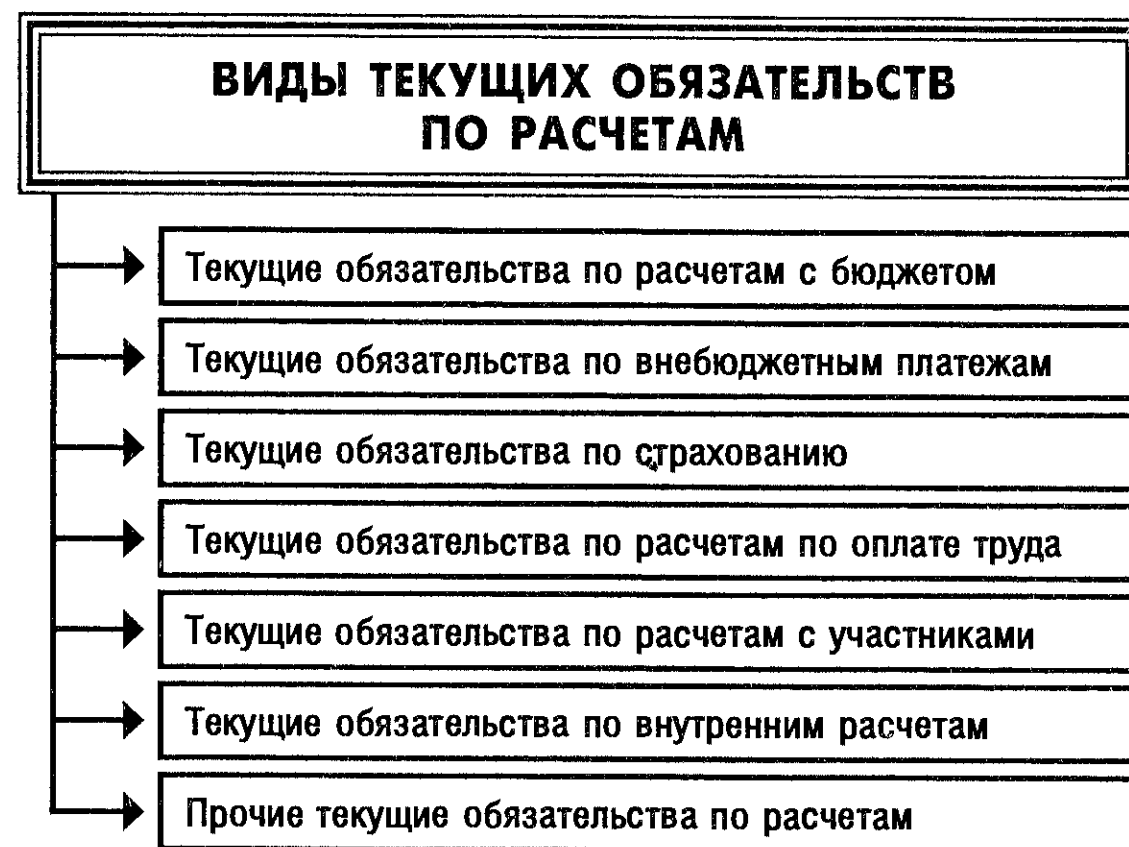 ВИДЫ ТЕКУЩИХ ОБЯЗАТЕЛЬСТВ
ПО РАСЧЕТАМ
Текущие обязательства по расчетам с бюджетом
Текущие обязательства по внебюджетным платежам
Текущие обязательства по страхованию
Текущие обязательства по расчетам по оплате труда
Текущие обязательства по расчетам с участниками
Текущие обязательства по внутренним расчетам
Прочие текущие обязательства по расчетам